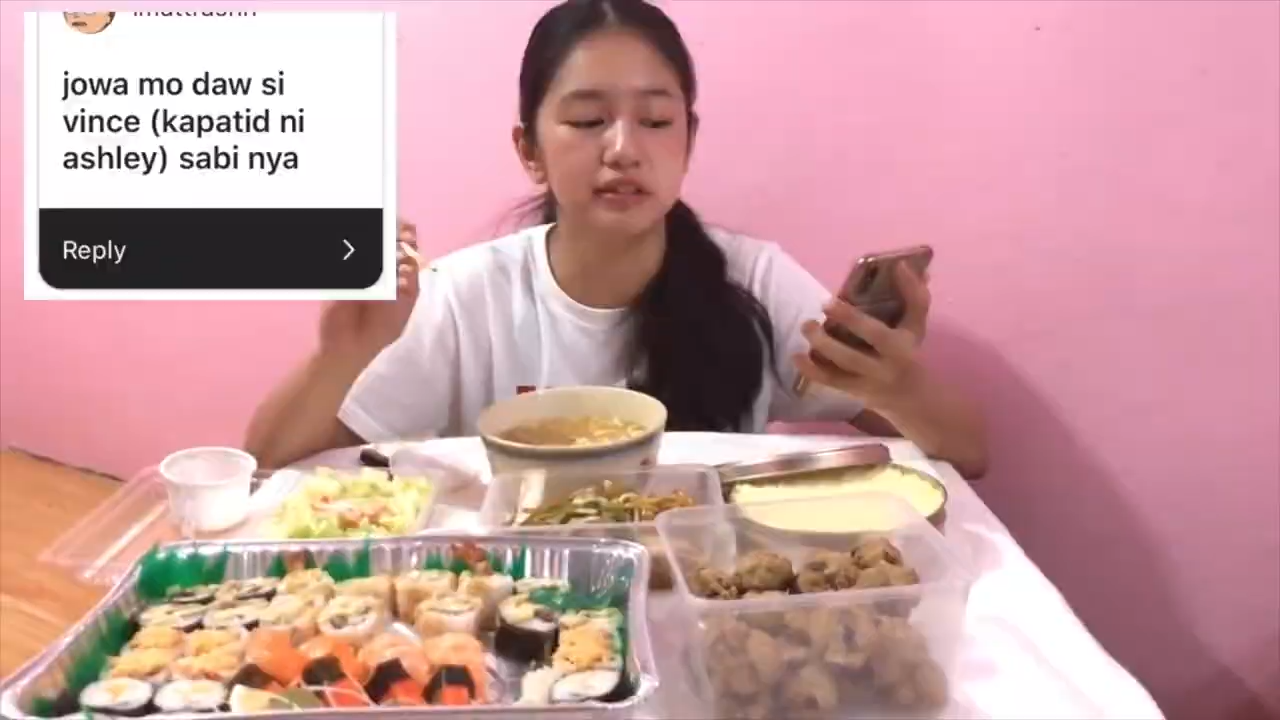 jowa mo daw si
vince (kapatid ni
ashley) sabi nya
Reply